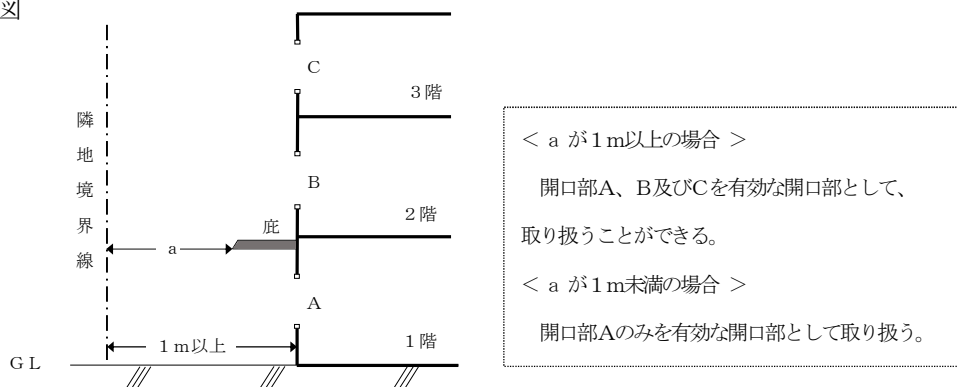 図
C
3階
隣地境界線
B
2階
庇
a
A
1m以上
1階
GL
< a が1m以上の場合 >
開口部A、B及びCを有効な開口部として、
取り扱うことができる。
< a が1m未満の場合 >
開口部Aのみを有効な開口部として取り扱う。